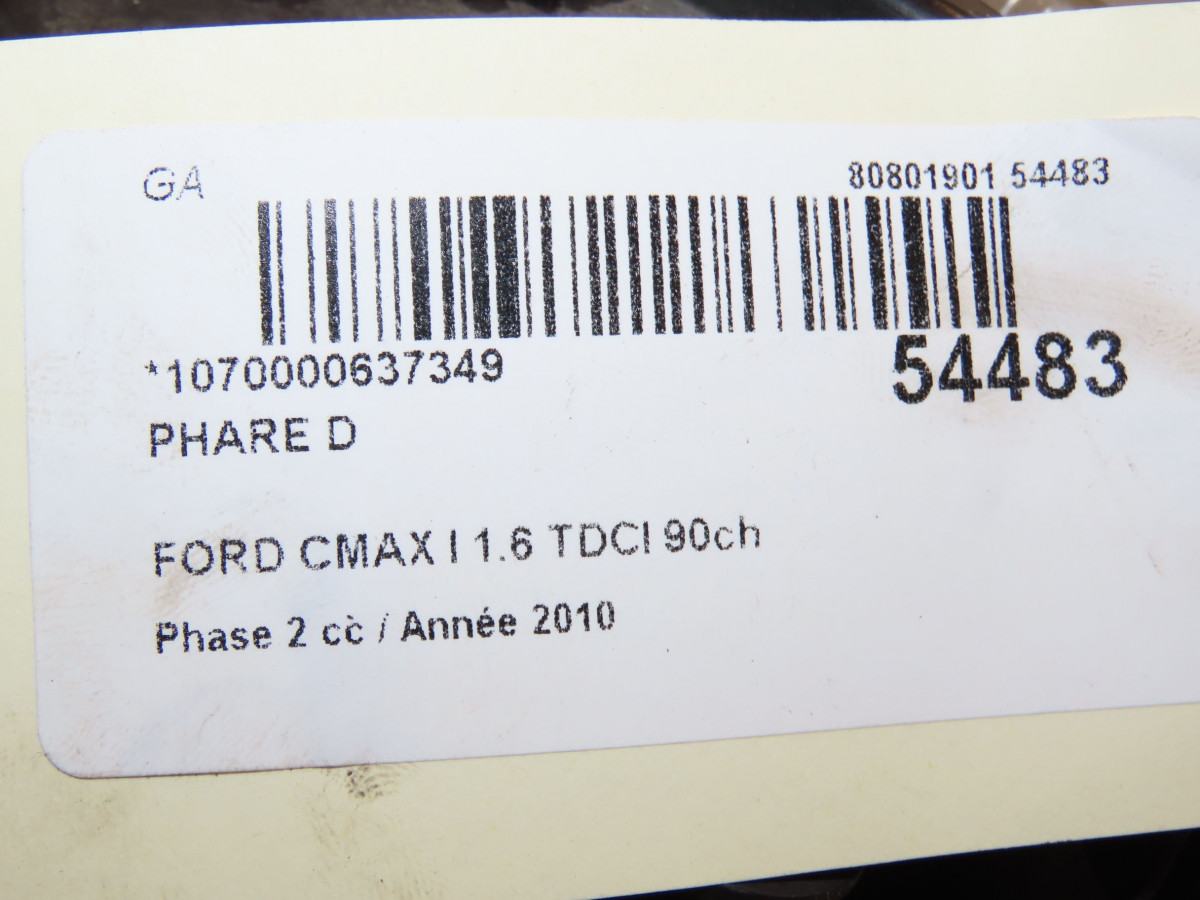 GA
80801901 54483
*1070000637349
54483
PHARE D
FORD CMAX I 1.6 TDCI 90ch
Phase 2 cc / Année 2010